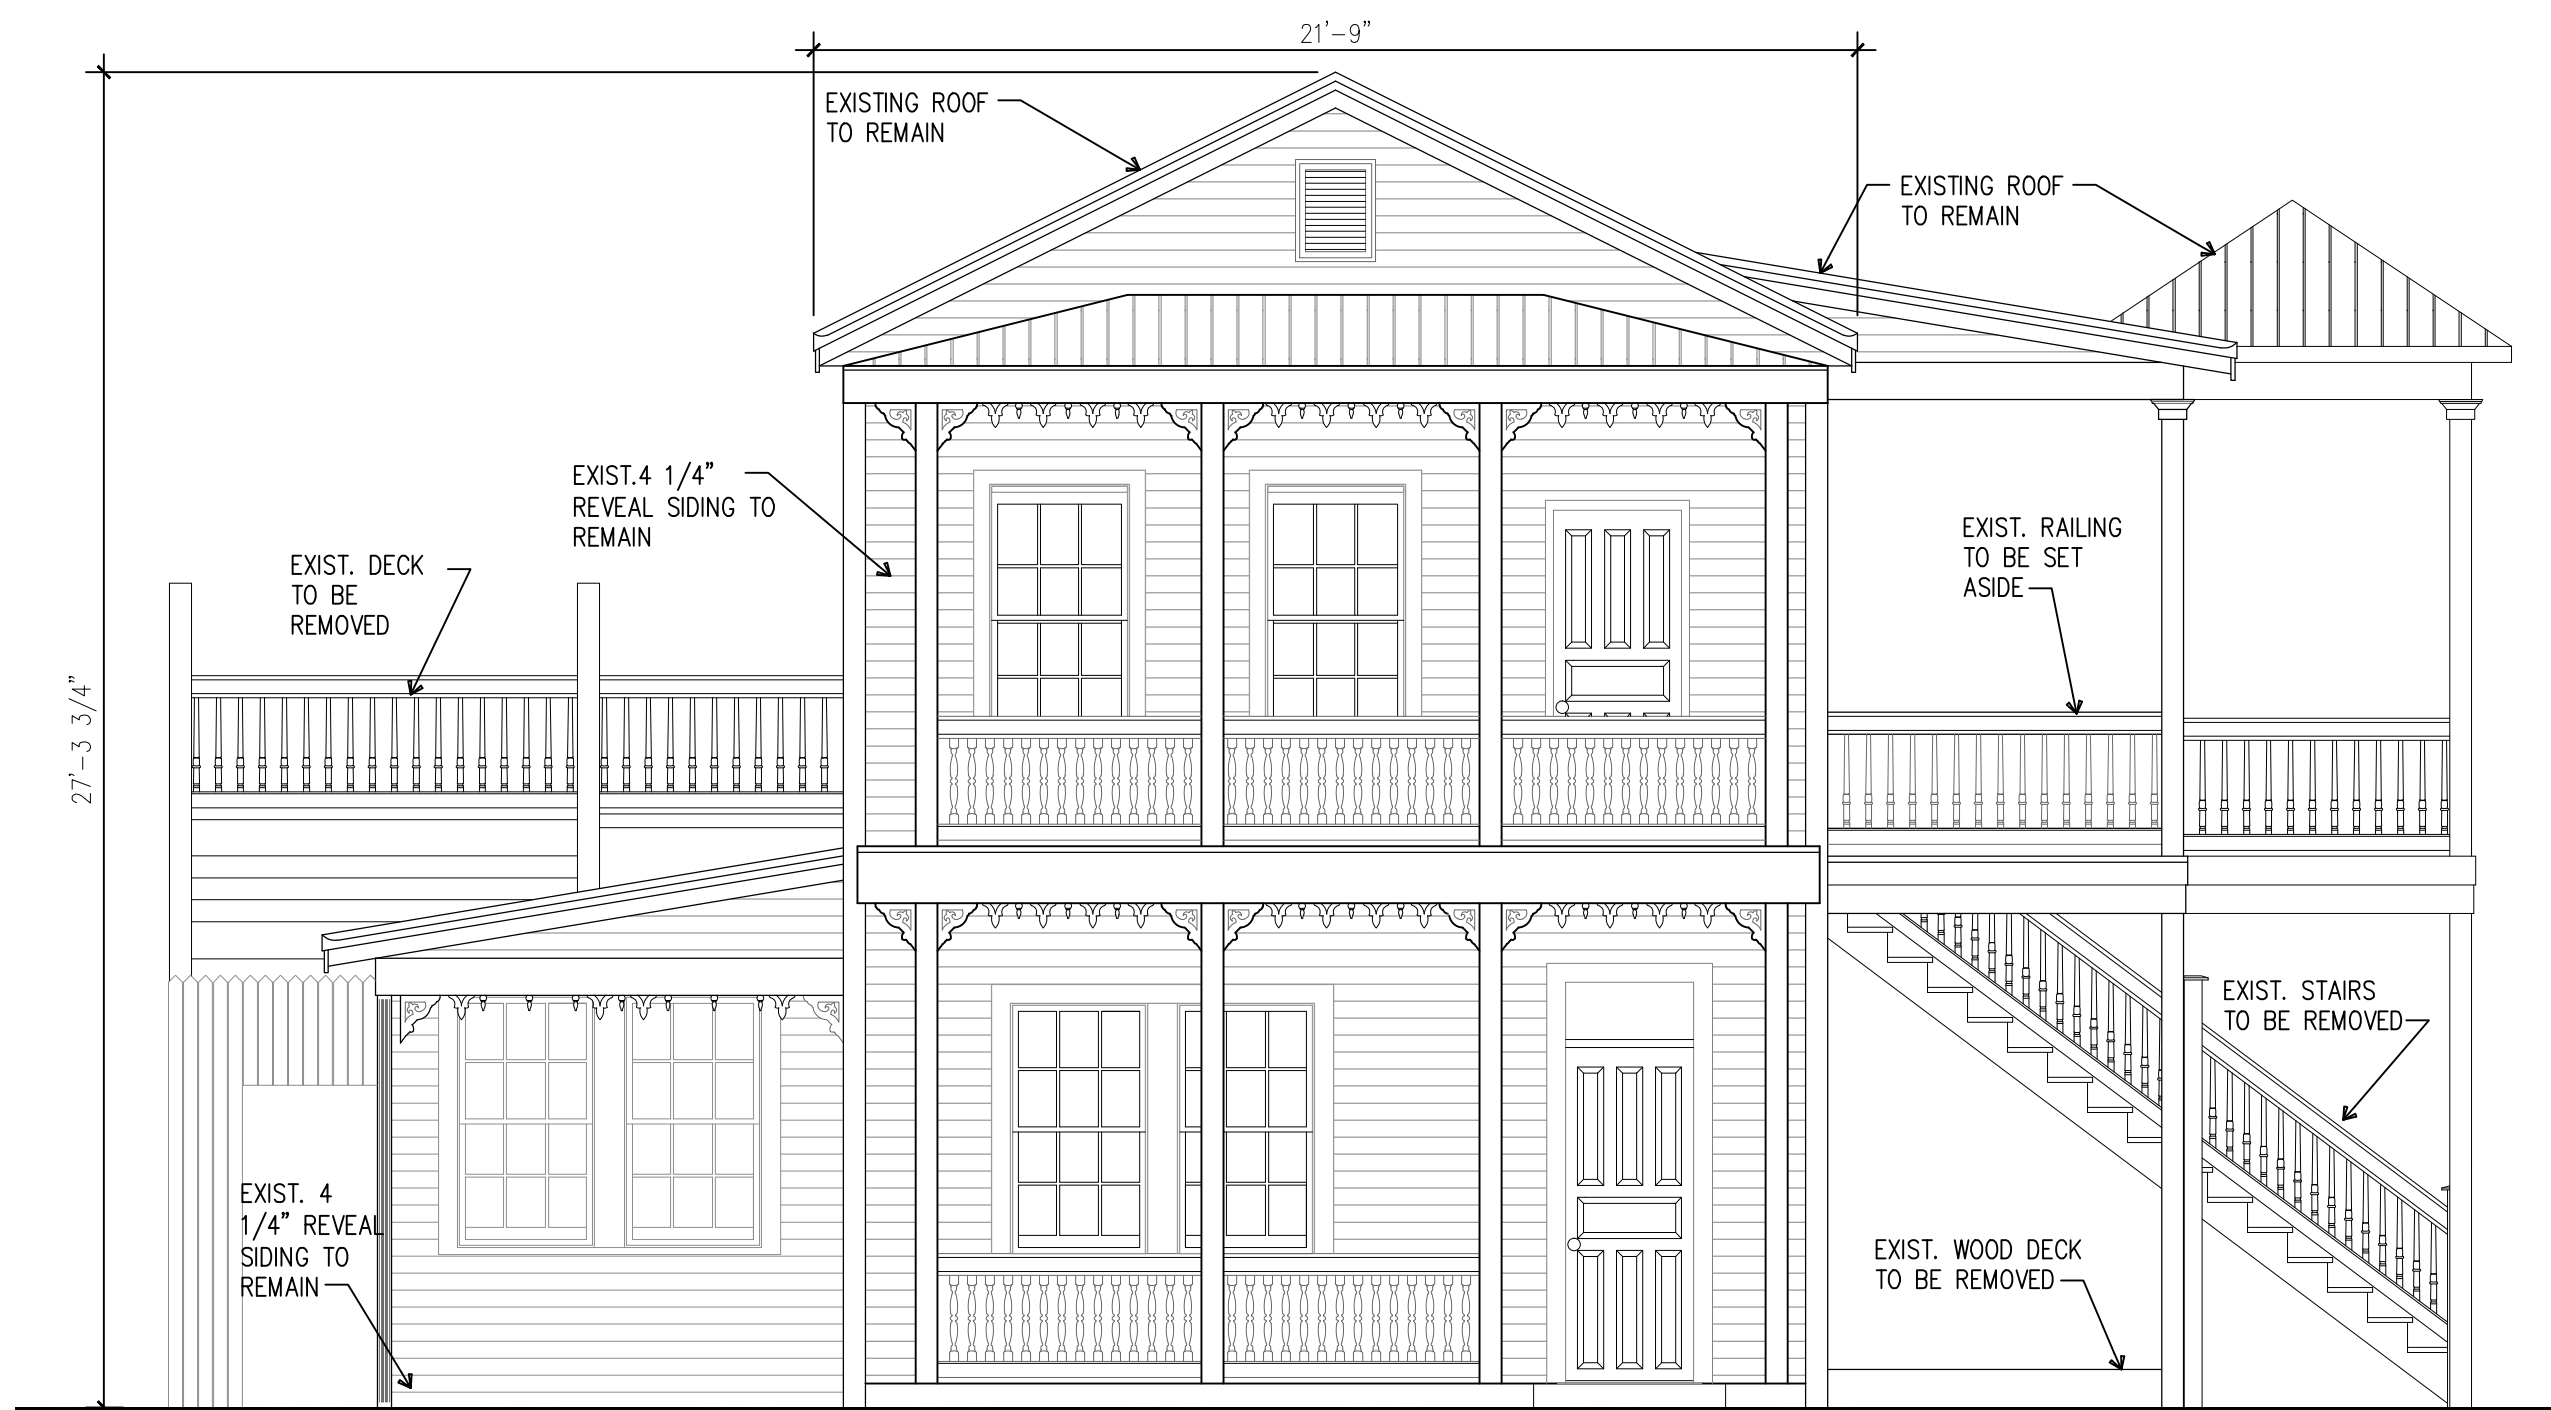 21'-9"
EXISTING ROOF
TO REMAIN
EXISTING ROOF
TO REMAIN
EXIST.4 1/4"
REVEAL SIDING TO
REMAIN
EXIST. RAILING
TO BE SET
ASIDE
EXIST. DECK
TO BE
REMOVED
27'-3 3/4"
EXIST. STAIRS
TO BE REMOVED
EXIST. 4
1/4" REVEAL
SIDING TO
REMAIN
EXIST. WOOD DECK
TO BE REMOVED